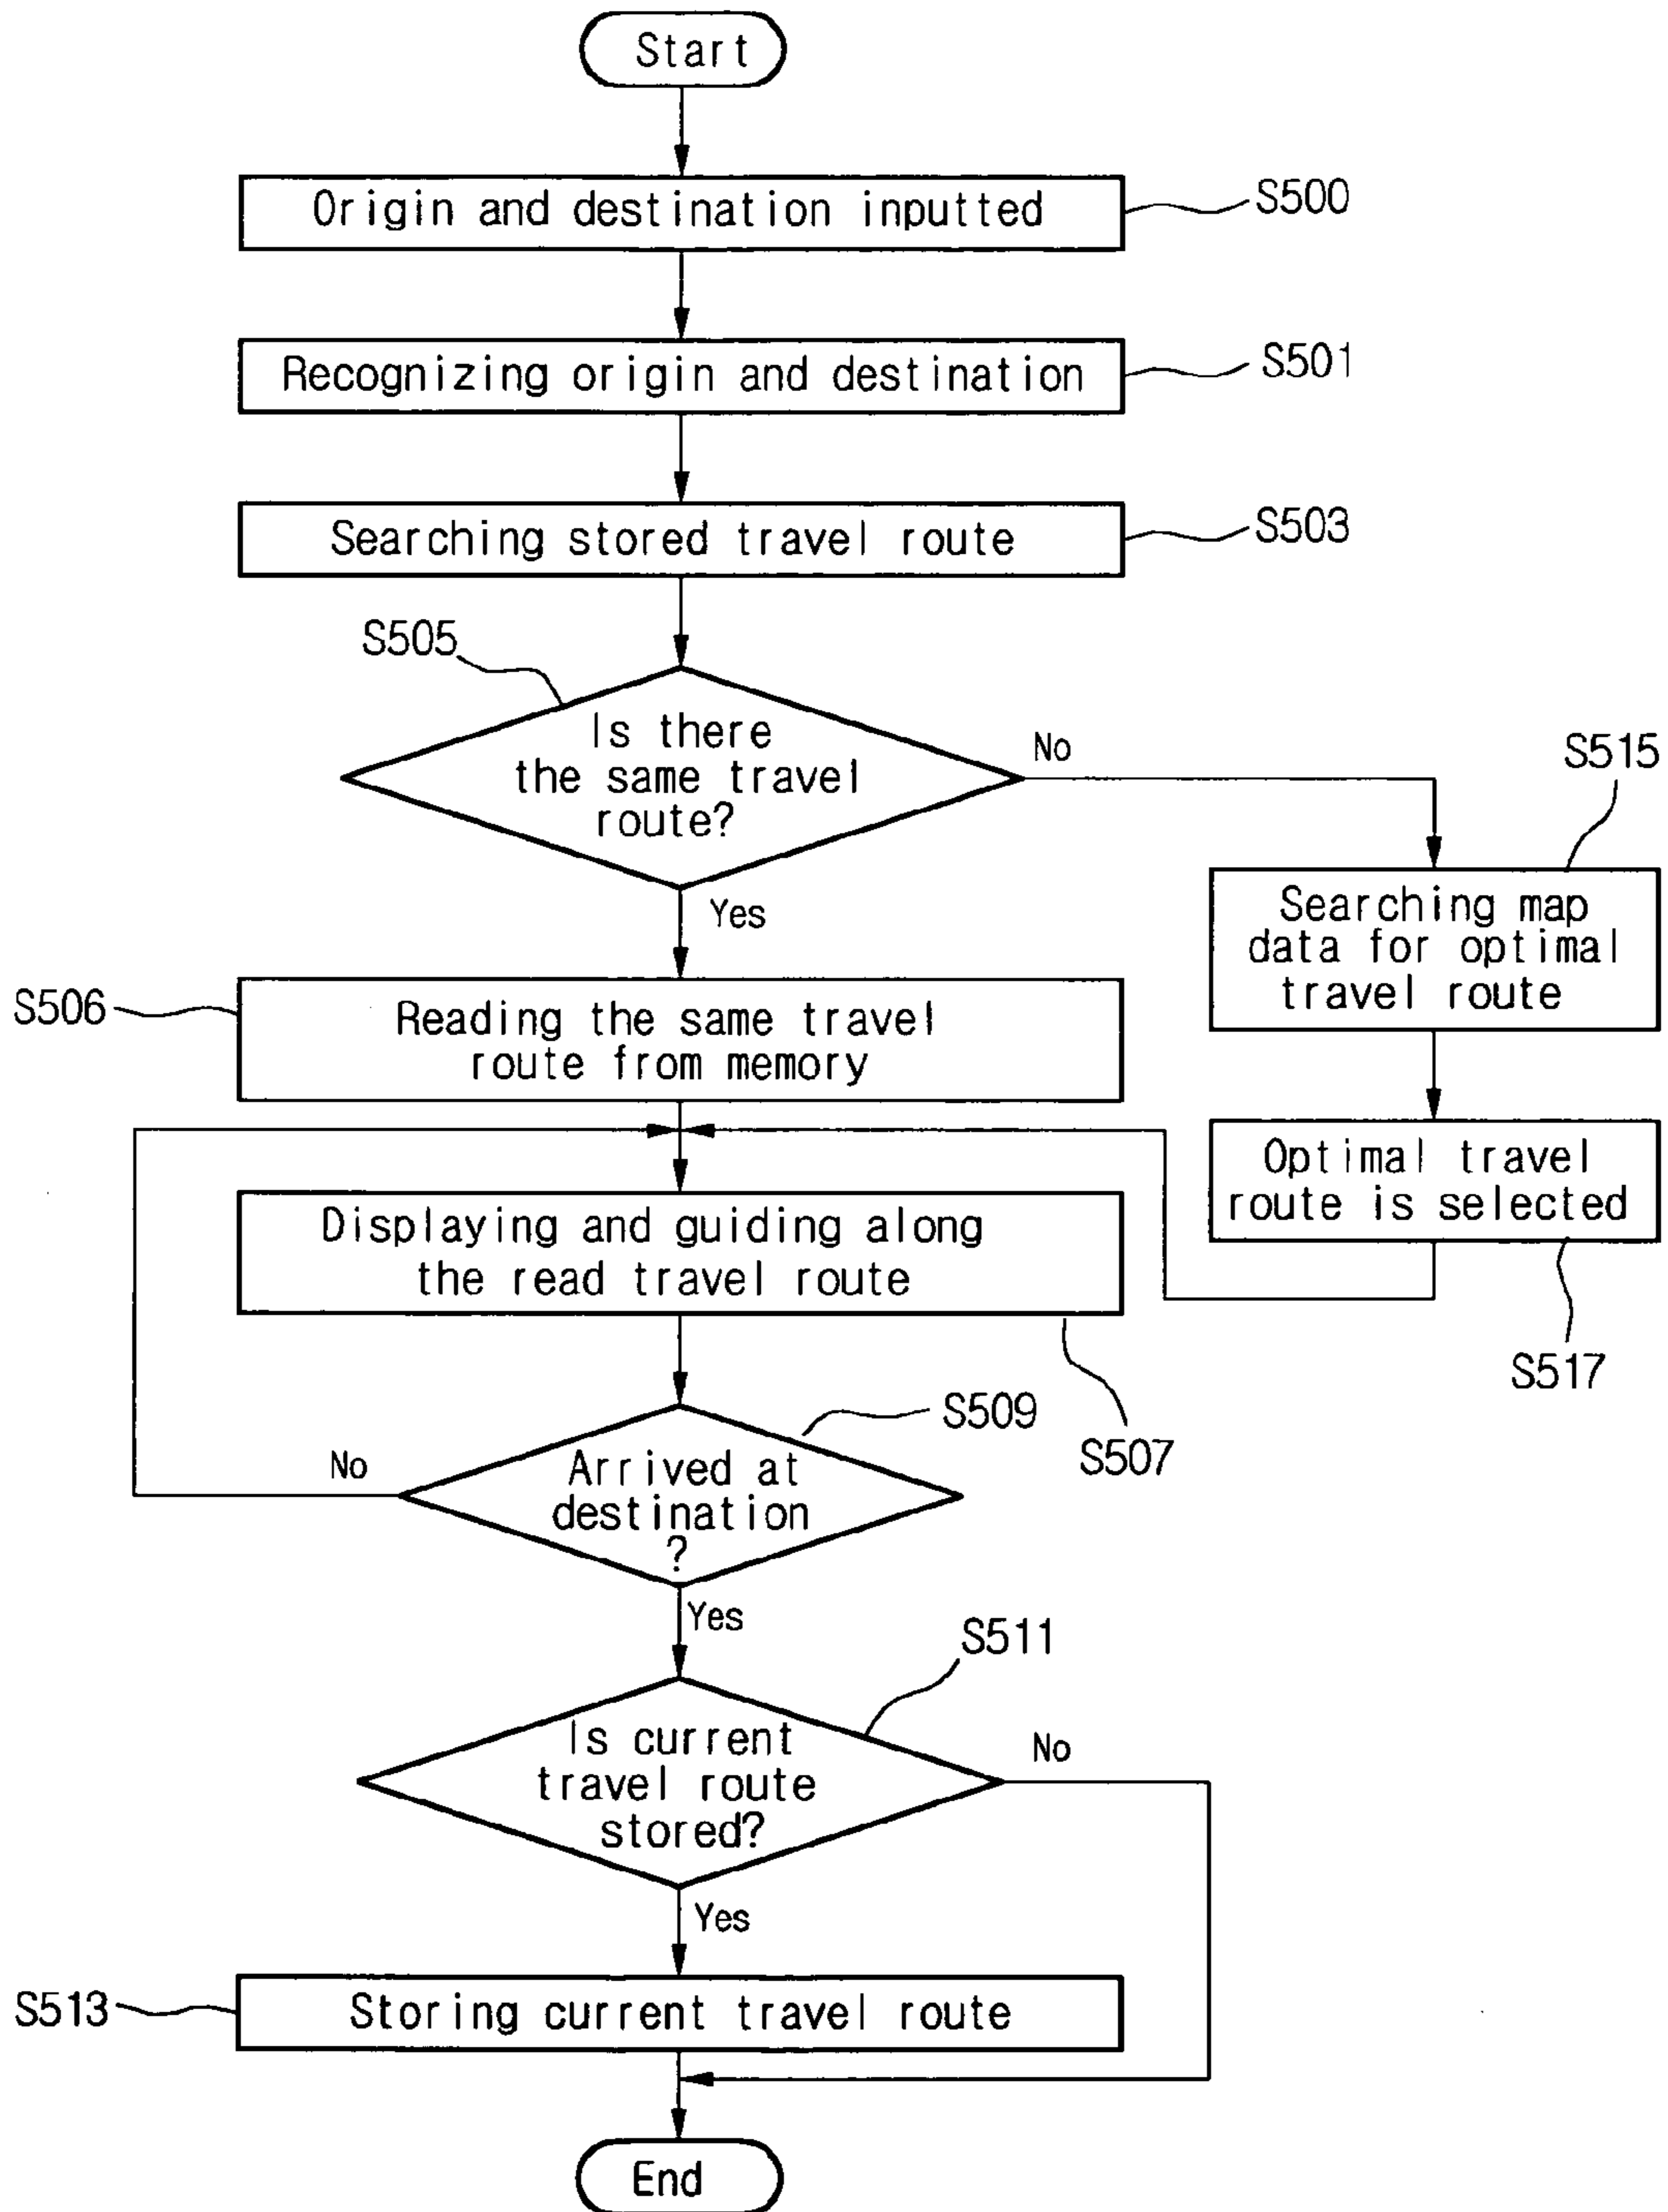 Start
Origin and destination inputted
S500
Recognizing origin and destination
S501
Searching stored travel route
S503
S505
Is there
the same travel
route?
No
Yes
S515
Searching map
data for optimal
travel route
S506
Reading the same travel
route from memory
Optimal travel
route is selected
S517
Displaying and guiding along
the read travel route
S507
S509
Arrived at
destination
?
No
Yes
S511
Is current
travel route
stored?
No
Yes
S513
Storing current travel route
End